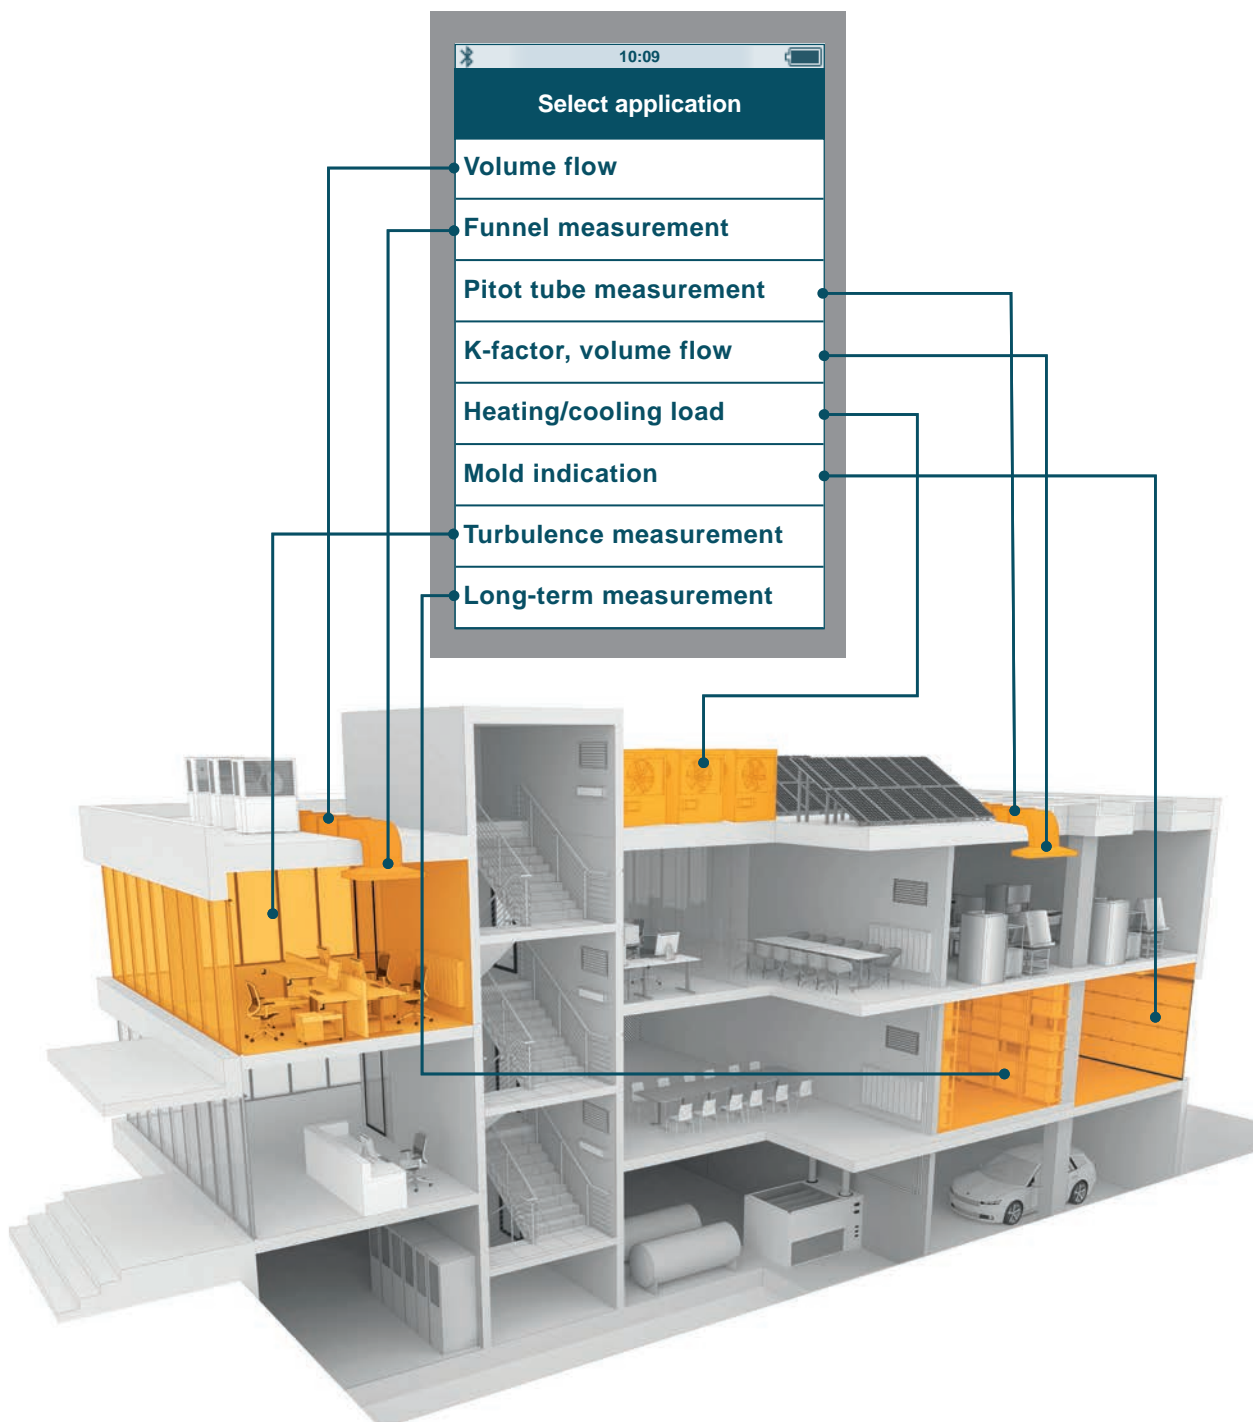 10:09
Select application
Volume flow
Funnel measurement
Pitot tube measurement
K-factor, volume flow
Heating/cooling load
Mold indication
Turbulence measurement
Long-term measurement